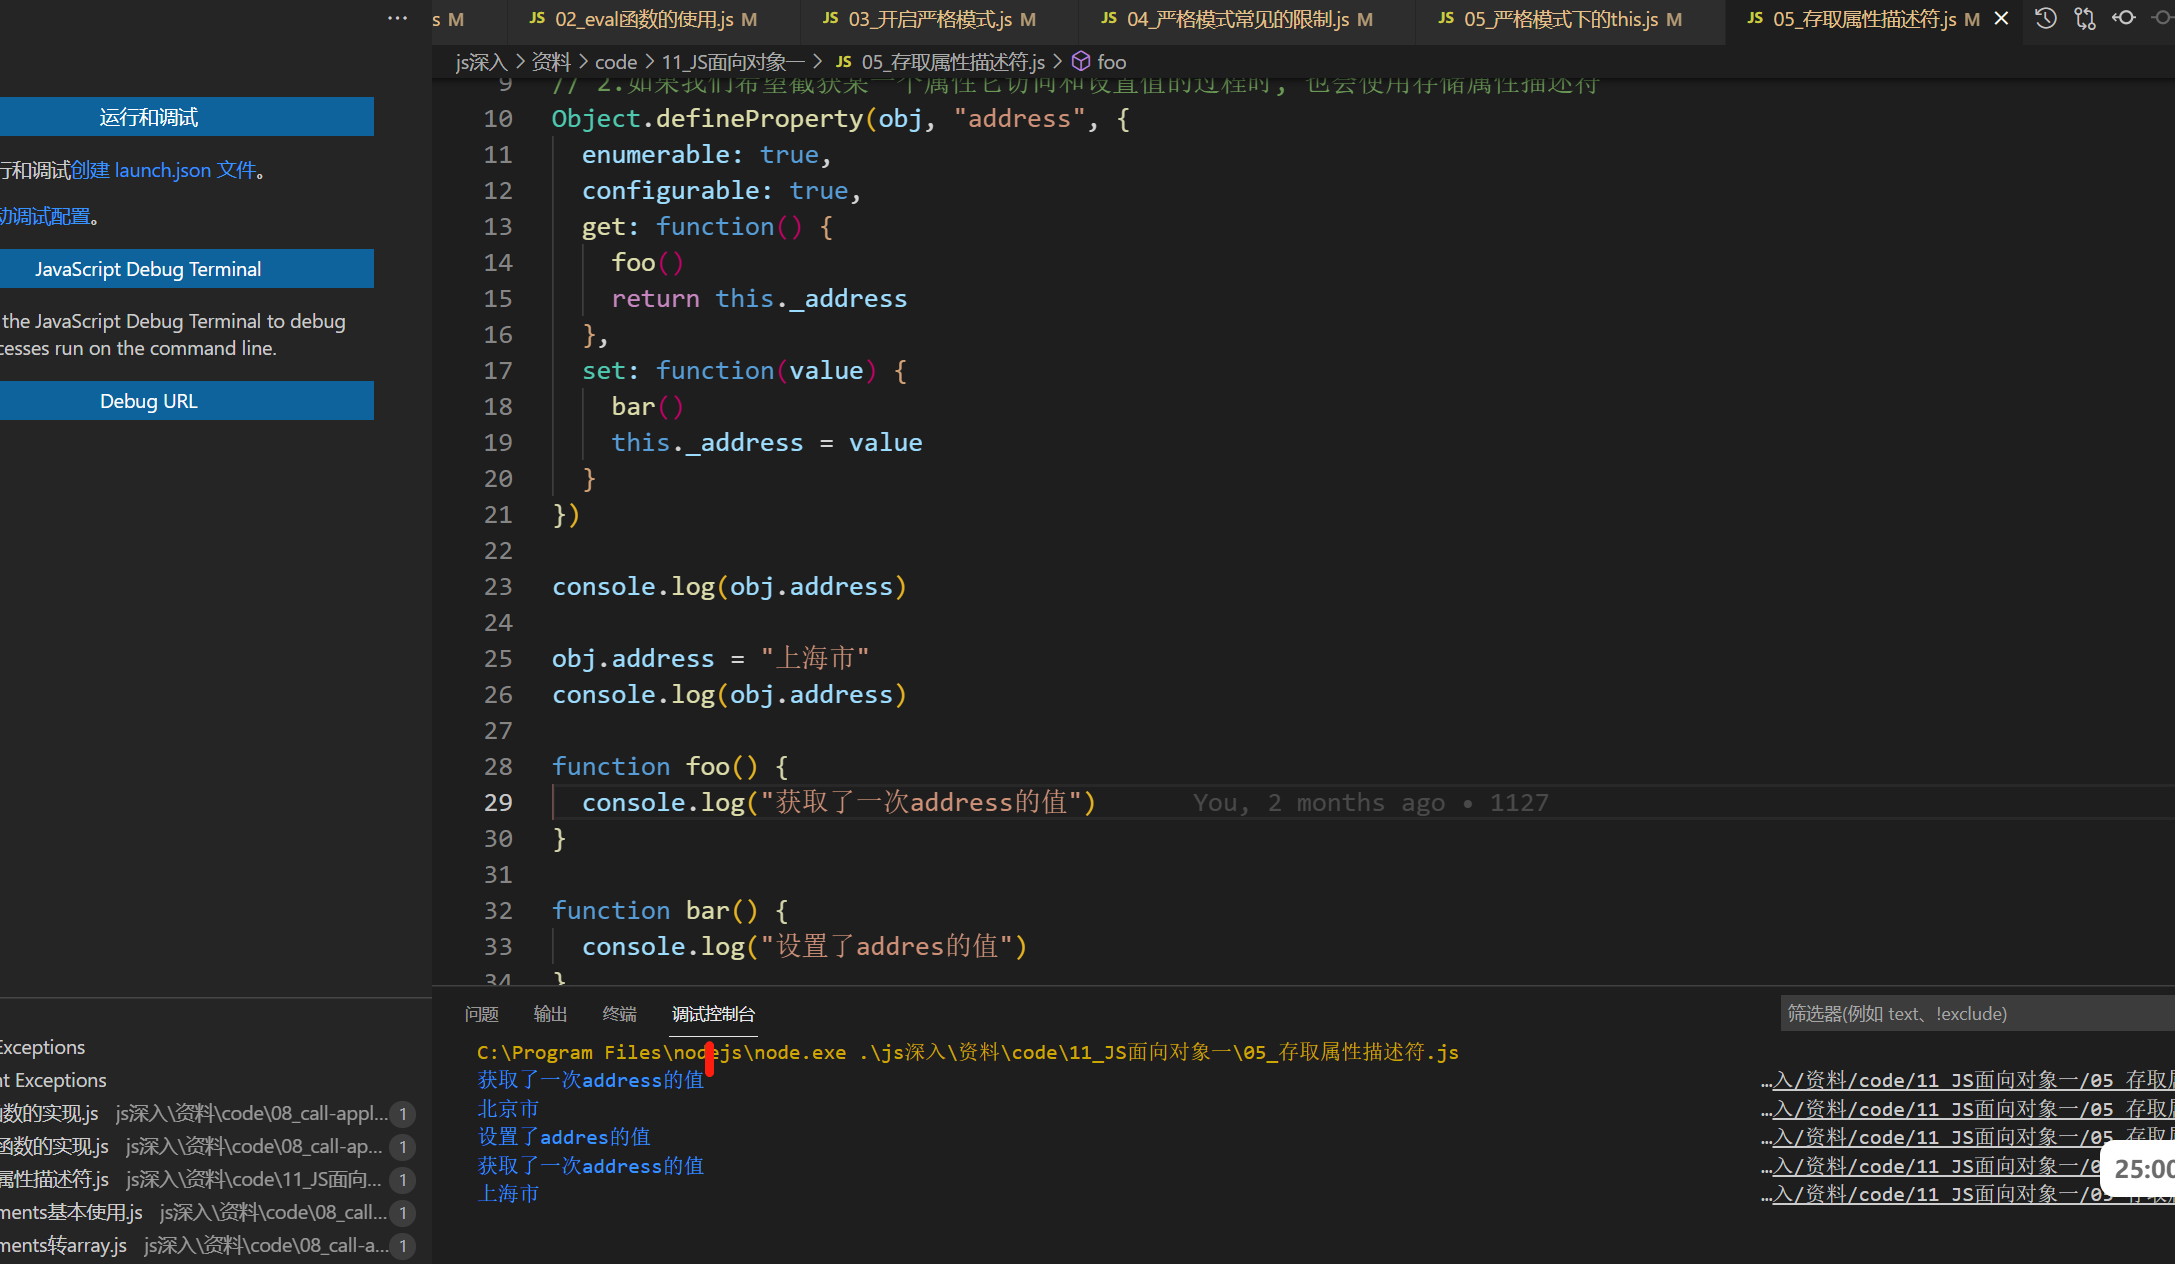 s M
JS 02_eval函数的使用.js M
JS 03_开启严格模式.js M
JS 04_严格模式常见的限制.js M
JS 05_严格模式下的this.js M
JS 05_存取属性描述符.js M
js深入 > 资料 > code > 11_JS面向对象一 > JS 05_存取属性描述符.js > foo
运行和调试
行和调试创建 launch.json 文件。
动调试配置。
JavaScript Debug Terminal
the JavaScript Debug Terminal to debug
cesses run on the command line.
Debug URL
9 // 2.如果我们希望截获某一个属性它访问和设置值的过程时, 也会使用存储属性描述符
10 Object.defineProperty(obj, "address", {
11 enumerable: true,
12 configurable: true,
13 get: function() {
14 foo()
15 return this._address
16 },
17 set: function(value) {
18 bar()
19 this._address = value
20 }
21 })
22
23 console.log(obj.address)
24
25 obj.address = "上海市"
26 console.log(obj.address)
27
28 function foo() {
29 console.log("获取了一次address的值") You, 2 months ago • 1127
30 }
31
32 function bar() {
33 console.log("设置了addres的值")
34 }
Exceptions
nt Exceptions
数的实现.js js深入\资料\code\08_call-appl... 1
函数的实现.js js深入\资料\code\08_call-ap... 1
属性描述符.js js深入\资料\code\11_JS面向... 1
ments基本使用.js js深入\资料\code\08_call... 1
ments转array.js js深入\资料\code\08_call-a... 1
问题 输出 终端 调试控制台
筛选器(例如 text、!exclude)
C:\Program Files\nodejs\node.exe .\js深入\资料\code\11_JS面向对象一\05_存取属性描述符.js
获取了一次address的值 …入/资料/code/11_JS面向对象一/05_存取属
北京市 …入/资料/code/11_JS面向对象一/05_存取属
设置了addres的值 …入/资料/code/11_JS面向对象一/05_存取属
获取了一次address的值 …入/资料/code/11_JS面向对象一/0
上海市 …入/资料/code/11_JS面向对象一/05
25:00